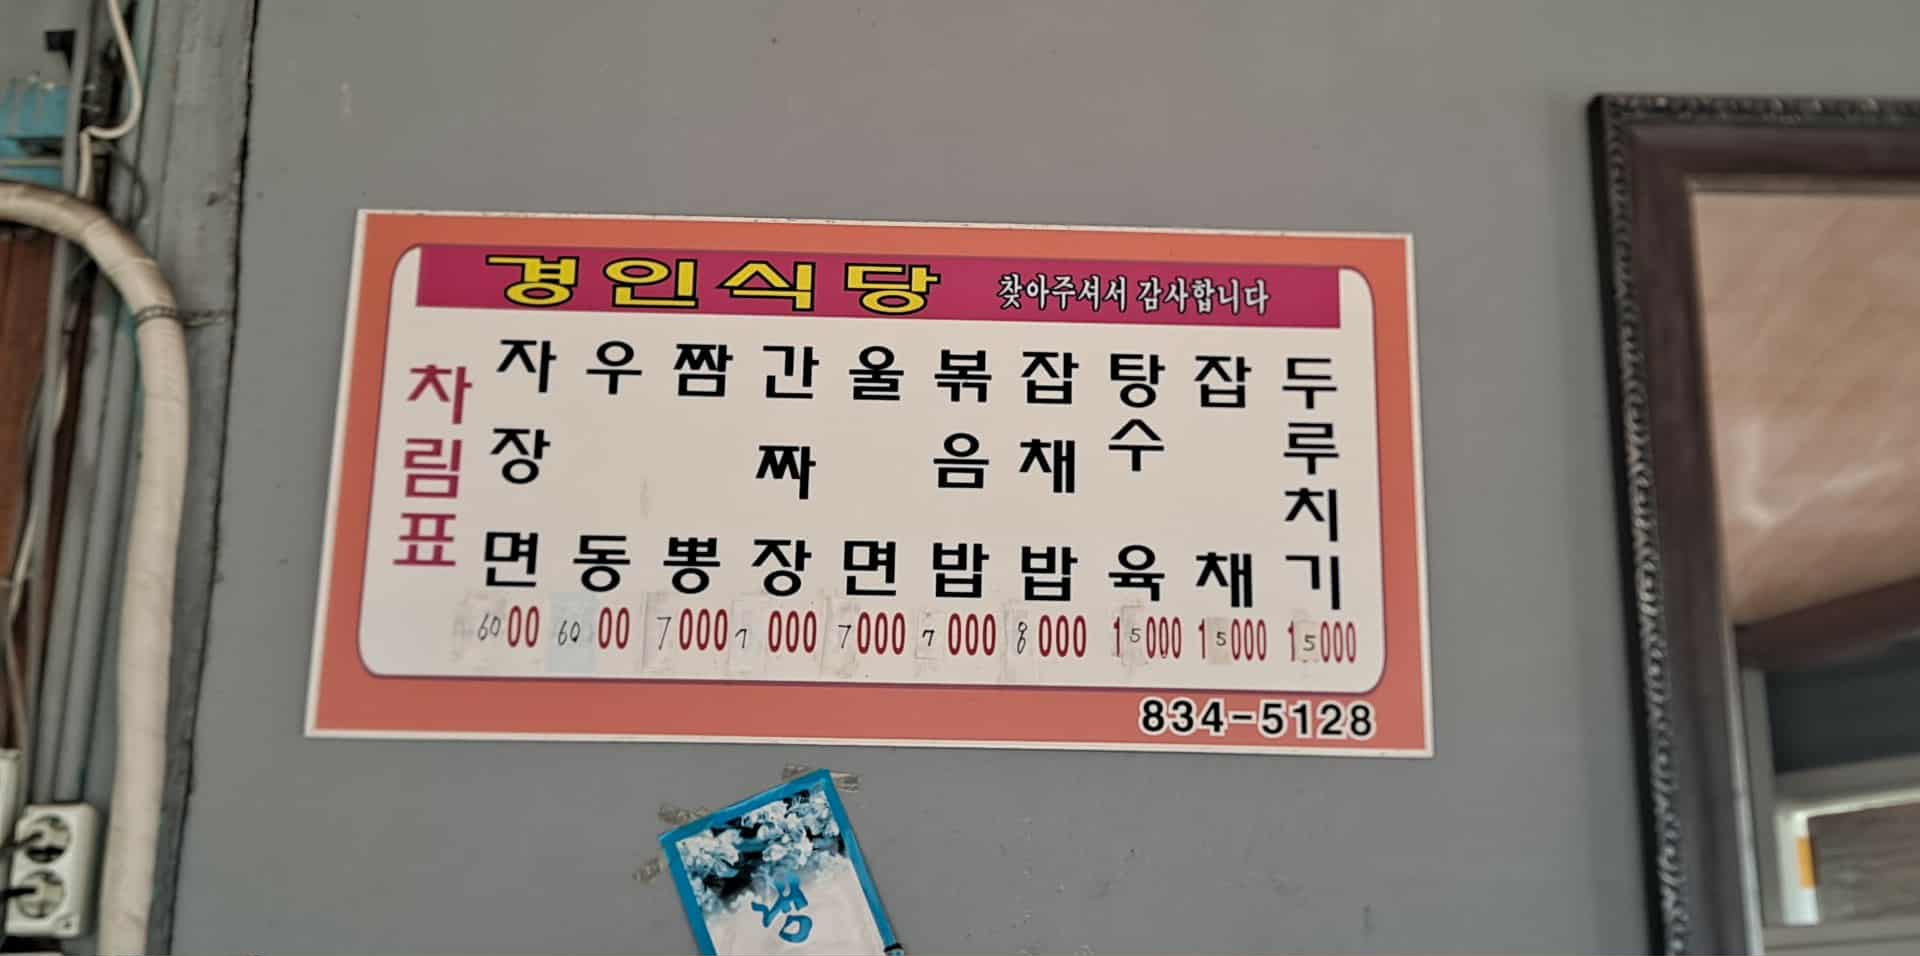 경인식당 찾아주셔서 감사합니다
차림표
자장면 6000
우동 6000
짬뽕 7000
간짜장 7000
울면 7000
볶음밥 7000
잡채밥 8000
탕수육 15000
잡채 15000
두루치기 15000
834-5128
냉